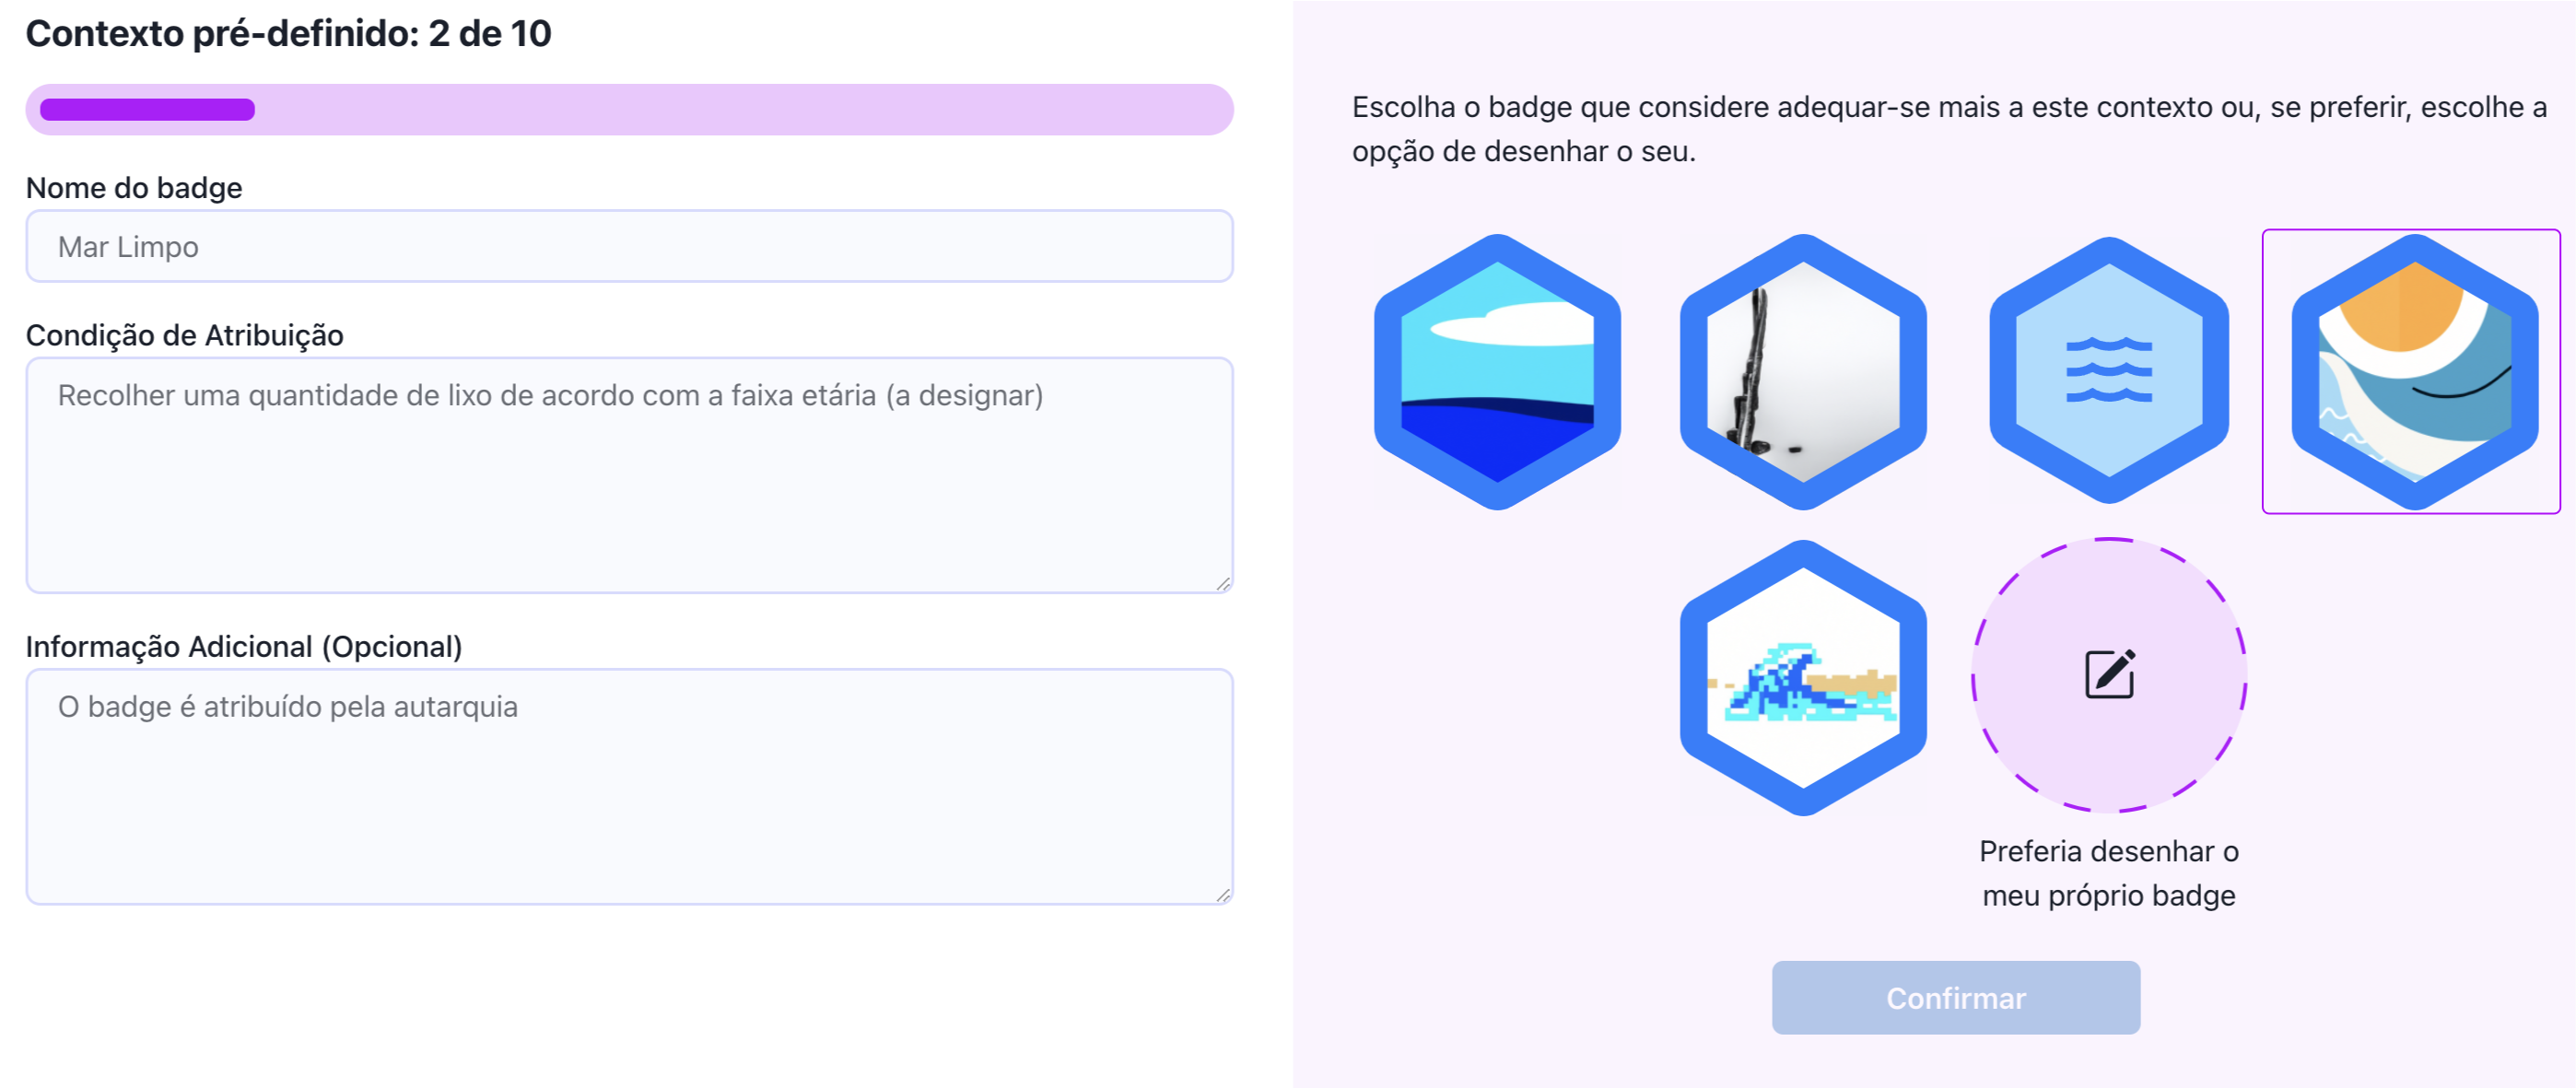 Contexto pré-definido: 2 de 10
Nome do badge
Mar Limpo
Condição de Atribuição
Recolher uma quantidade de lixo de acordo com a faixa etária (a designar)
Informação Adicional (Opcional)
O badge é atribuído pela autarquia
Escolha o badge que considere adequar-se mais a este contexto ou, se preferir, escolhe a
opção de desenhar o seu.
Preferia desenhar o
meu próprio badge
Confirmar